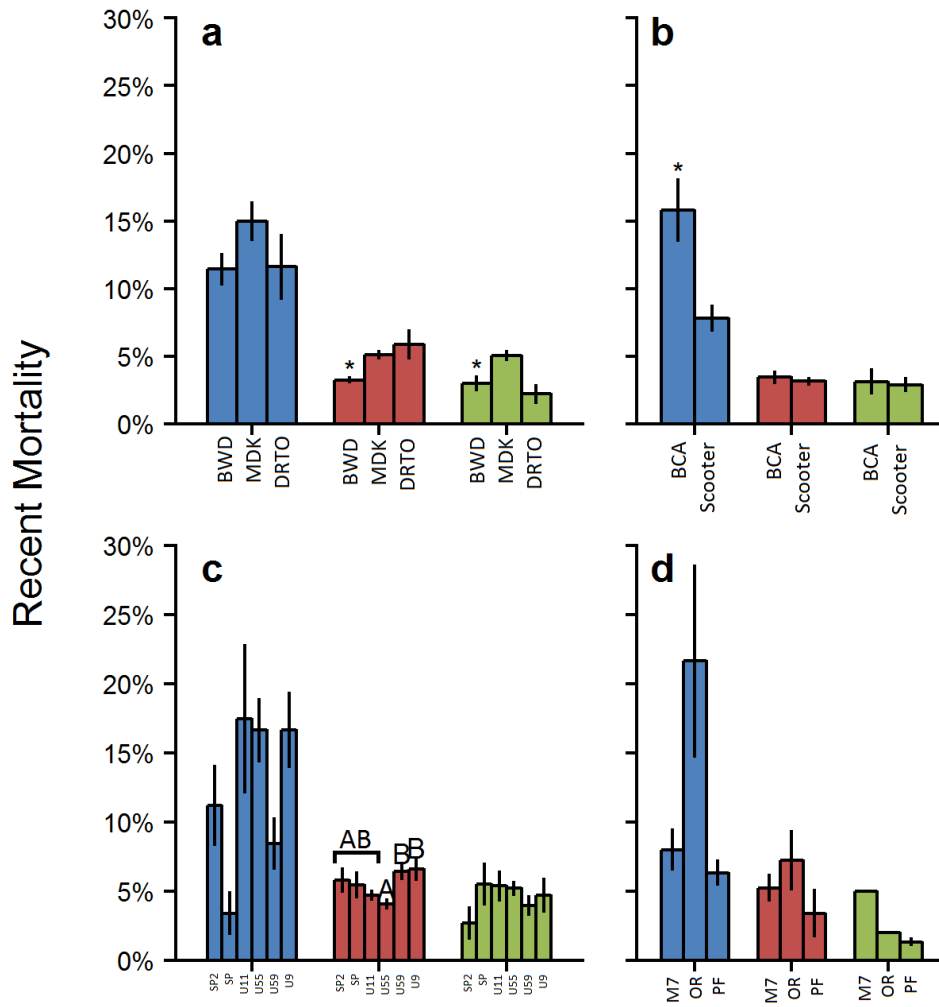 Recent Mortality
a
30%
25%
20%
15%
10%
5%
0%
*
*
BWD
MDK
DRTO
BWD
MDK
DRTO
BWD
MDK
DRTO
b
*
BCA
Scooter
BCA
Scooter
BCA
Scooter
c
30%
25%
20%
15%
10%
5%
0%
AB
A
B
B
SP2
SP
U11
U55
U59
U9
SP2
SP
U11
U55
U59
U9
SP2
SP
U11
U55
U59
U9
d
M7
OR
PF
M7
OR
PF
M7
OR
PF